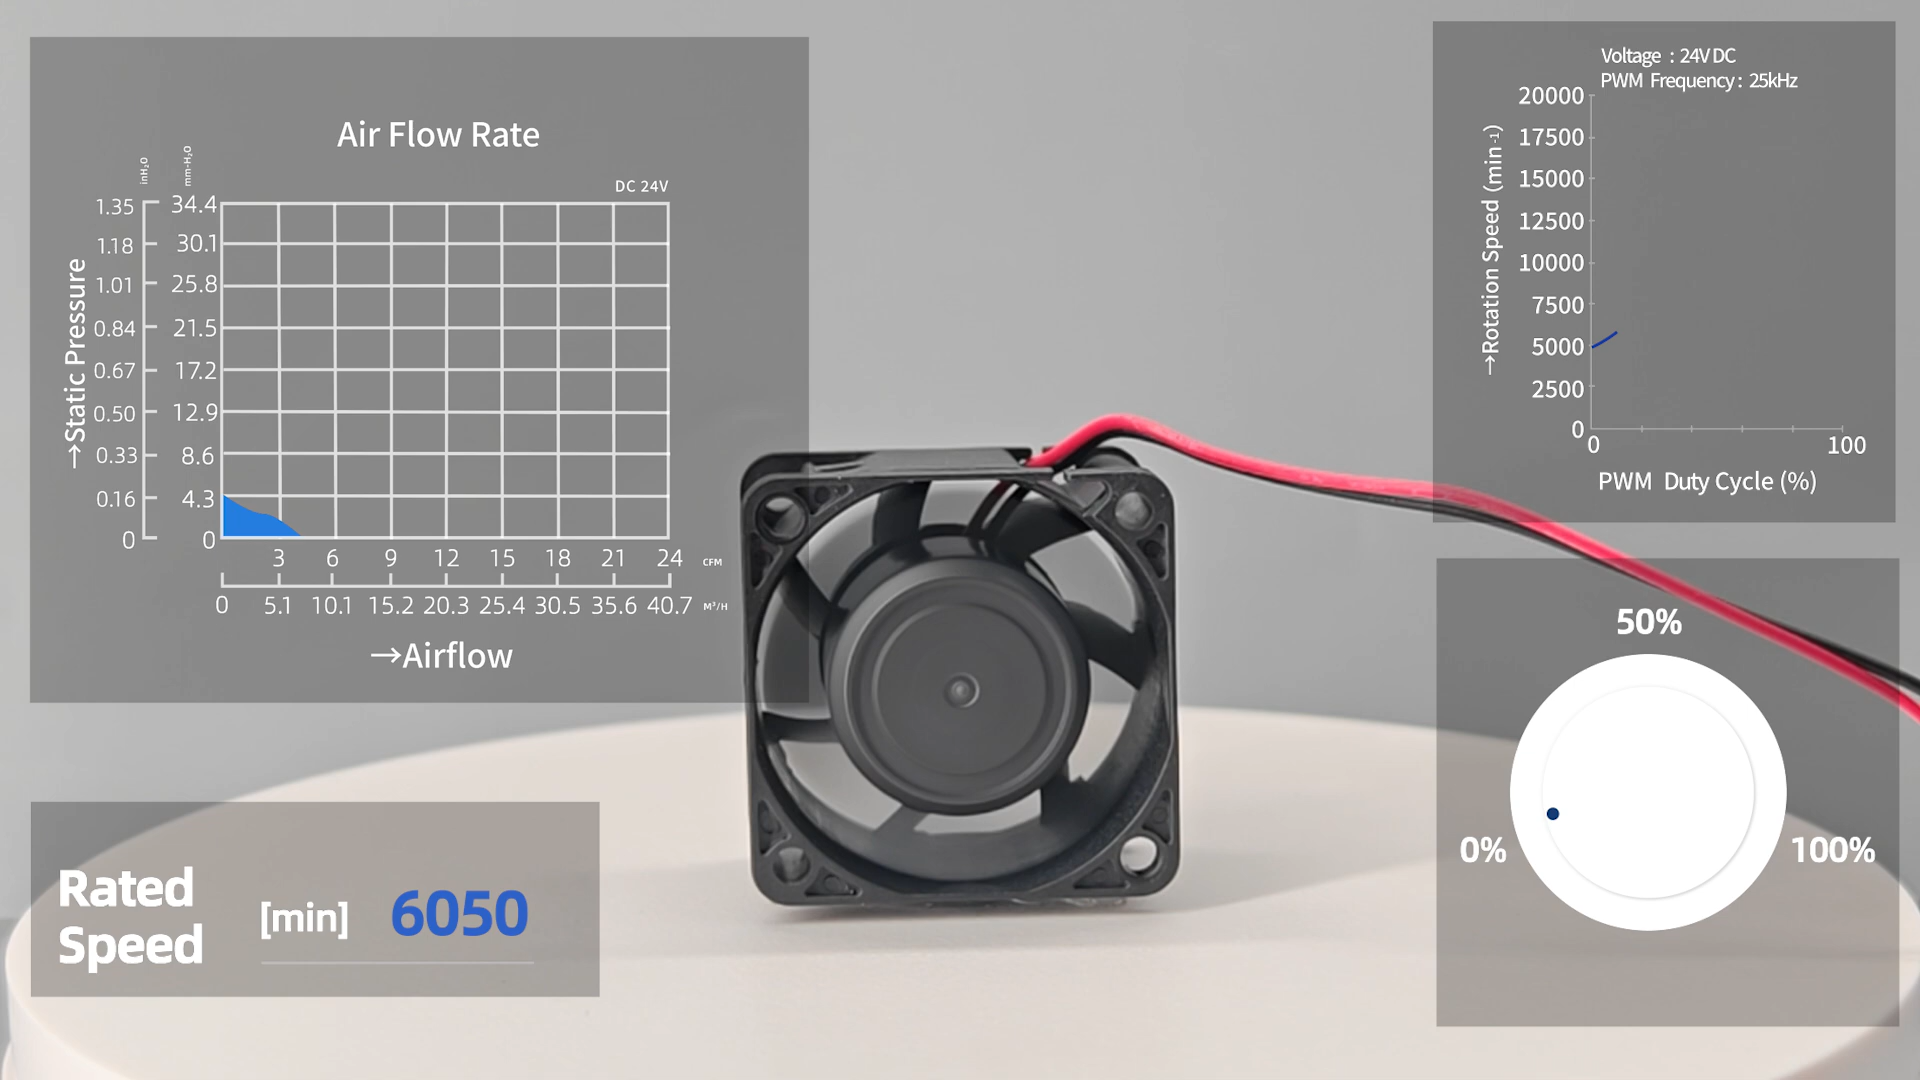 Air Flow Rate
inH₂O
mm-H₂O
DC 24V
1.35
1.18
1.01
0.84
0.67
0.50
0.33
0.16
0
34.4
30.1
25.8
21.5
17.2
12.9
8.6
4.3
0
→Static Pressure
3 6 9 12 15 18 21 24 CFM
0 5.1 10.1 15.2 20.3 25.4 30.5 35.6 40.7 M³/H
→Airflow
Rated
Speed
[min] 6050
Voltage : 24V DC
PWM Frequency : 25kHz
20000
17500
15000
12500
10000
7500
5000
2500
0
→Rotation Speed (min-1)
0 100
PWM Duty Cycle (%)
50%
0%
100%